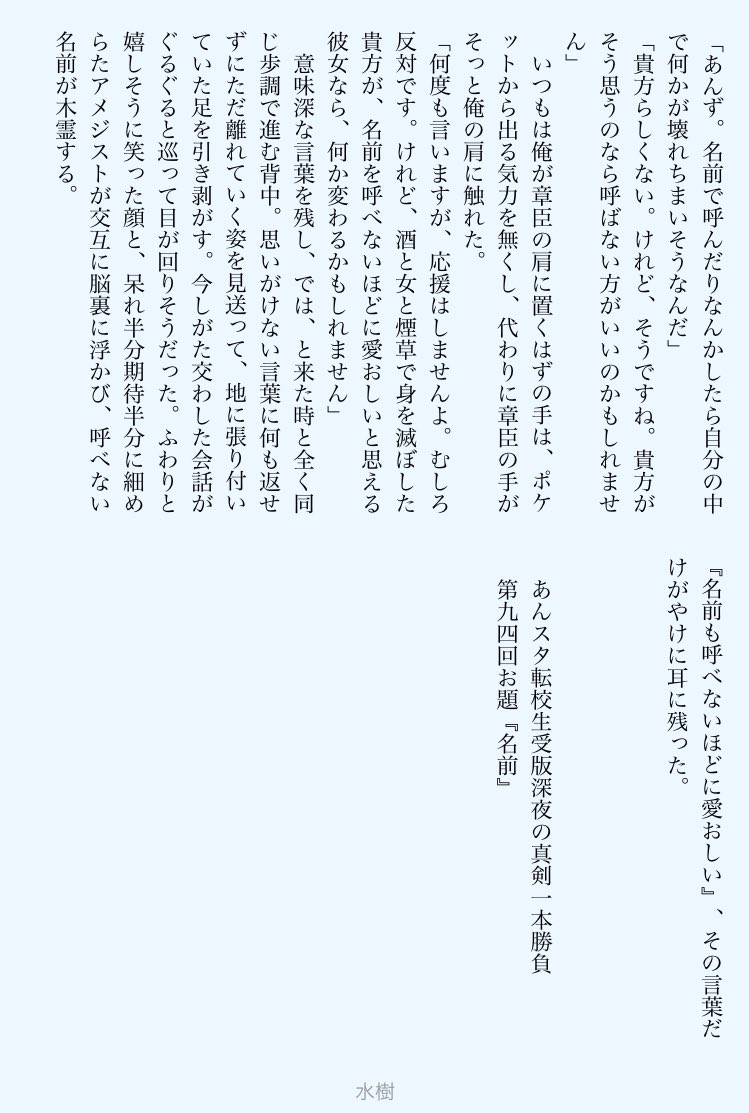 「あんず。名前で呼んだりなんかしたら自分の中
で何かが壊れちまいそうなんだ」
「貴方らしくない。けれど、そうですね。貴方が
そう思うのなら呼ばない方がいいのかもしれませ
ん」
　いつもは俺が章臣の肩に置くはずの手は、ポケ
ットから出る気力を無くし、代わりに章臣の手が
そっと俺の肩に触れた。
「何度も言いますが、応援はしませんよ。むしろ
反対です。けれど、酒と女と煙草で身を滅ぼした
貴方が、名前を呼べないほどに愛おしいと思える
彼女なら、何か変わるかもしれません」
　意味深な言葉を残し、では、と来た時と全く同
じ歩調で進む背中。思いがけない言葉に何も返せ
ずにただ離れていく姿を見送って、地に張り付い
ていた足を引き剥がす。今しがた交わした会話が
ぐるぐると巡って目が回りそうだった。ふわりと
嬉しそうに笑った顔と、呆れ半分期待半分に細め
らたアメジストが交互に脳裏に浮かび、呼べない
名前が木霊する。
『名前も呼べないほどに愛おしい』、その言葉だ
けがやけに耳に残った。
あんスタ転校生受版深夜の真剣一本勝負
第九四回お題『名前』
水樹